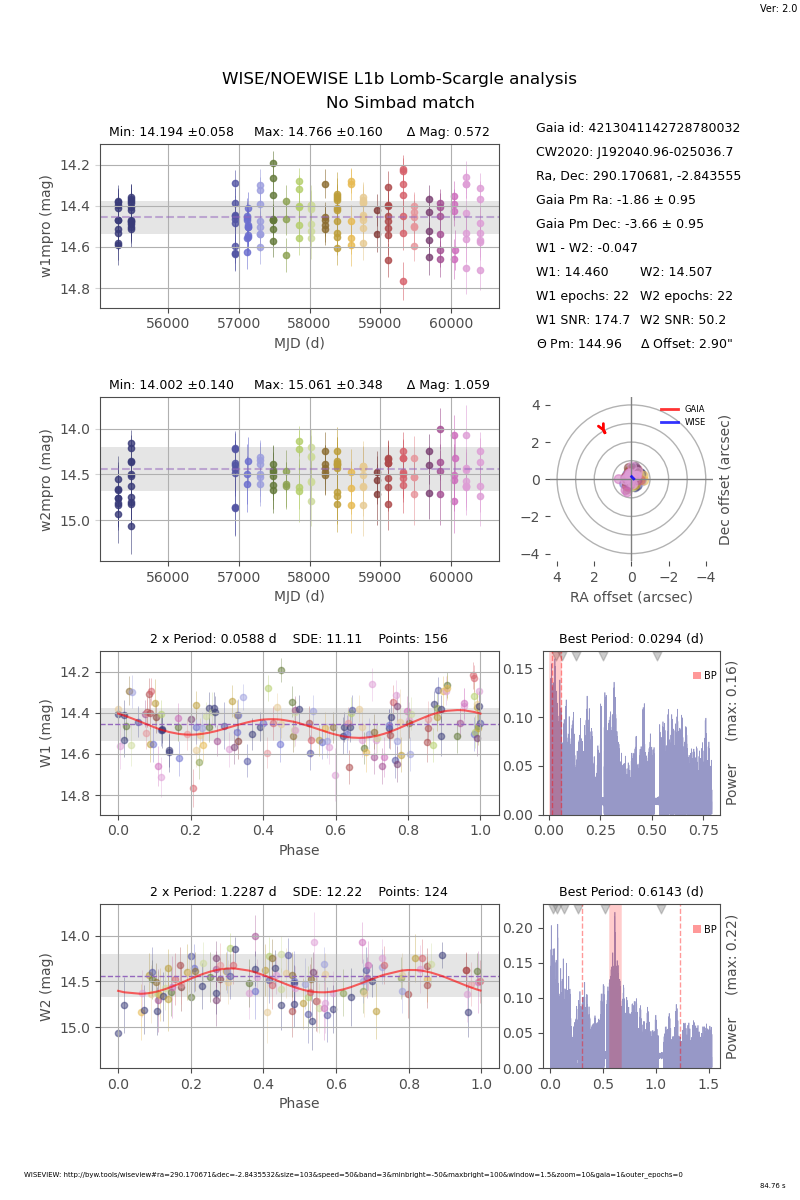 Ver: 2.0
WISE/NOEWISE L1b Lomb-Scargle analysis
No Simbad match
Min: 14.194 ±0.058 Max: 14.766 ±0.160 Δ Mag: 0.572
14.2
14.4
14.6
14.8
w1mpro (mag)
56000 57000 58000 59000 60000
MJD (d)
Gaia id: 4213041142728780032
CW2020: J192040.96-025036.7
Ra, Dec: 290.170681, -2.843555
Gaia Pm Ra: -1.86 ± 0.95
Gaia Pm Dec: -3.66 ± 0.95
W1 - W2: -0.047
W1: 14.460 W2: 14.507
W1 epochs: 22 W2 epochs: 22
W1 SNR: 174.7 W2 SNR: 50.2
Θ Pm: 144.96 Δ Offset: 2.90"
Min: 14.002 ±0.140 Max: 15.061 ±0.348 Δ Mag: 1.059
14.0
14.5
15.0
w2mpro (mag)
56000 57000 58000 59000 60000
MJD (d)
GAIA
WISE
4
2
0
−2
−4
4 2 0 −2 −4
RA offset (arcsec)
Dec offset (arcsec)
2 x Period: 0.0588 d SDE: 11.11 Points: 156
14.2
14.4
14.6
14.8
W1 (mag)
0.0 0.2 0.4 0.6 0.8 1.0
Phase
Best Period: 0.0294 (d)
BP
0.15
0.10
0.05
0.00
0.00 0.25 0.50 0.75
Power (max: 0.16)
2 x Period: 1.2287 d SDE: 12.22 Points: 124
14.0
14.5
15.0
W2 (mag)
0.0 0.2 0.4 0.6 0.8 1.0
Phase
Best Period: 0.6143 (d)
BP
0.20
0.15
0.10
0.05
0.00
0.0 0.5 1.0 1.5
Power (max: 0.22)
WISEVIEW: http://byw.tools/wiseview#ra=290.170671&dec=-2.8435532&size=103&speed=50&band=3&minbright=-50&maxbright=100&window=1.5&zoom=10&gaia=1&outer_epochs=0
84.76 s